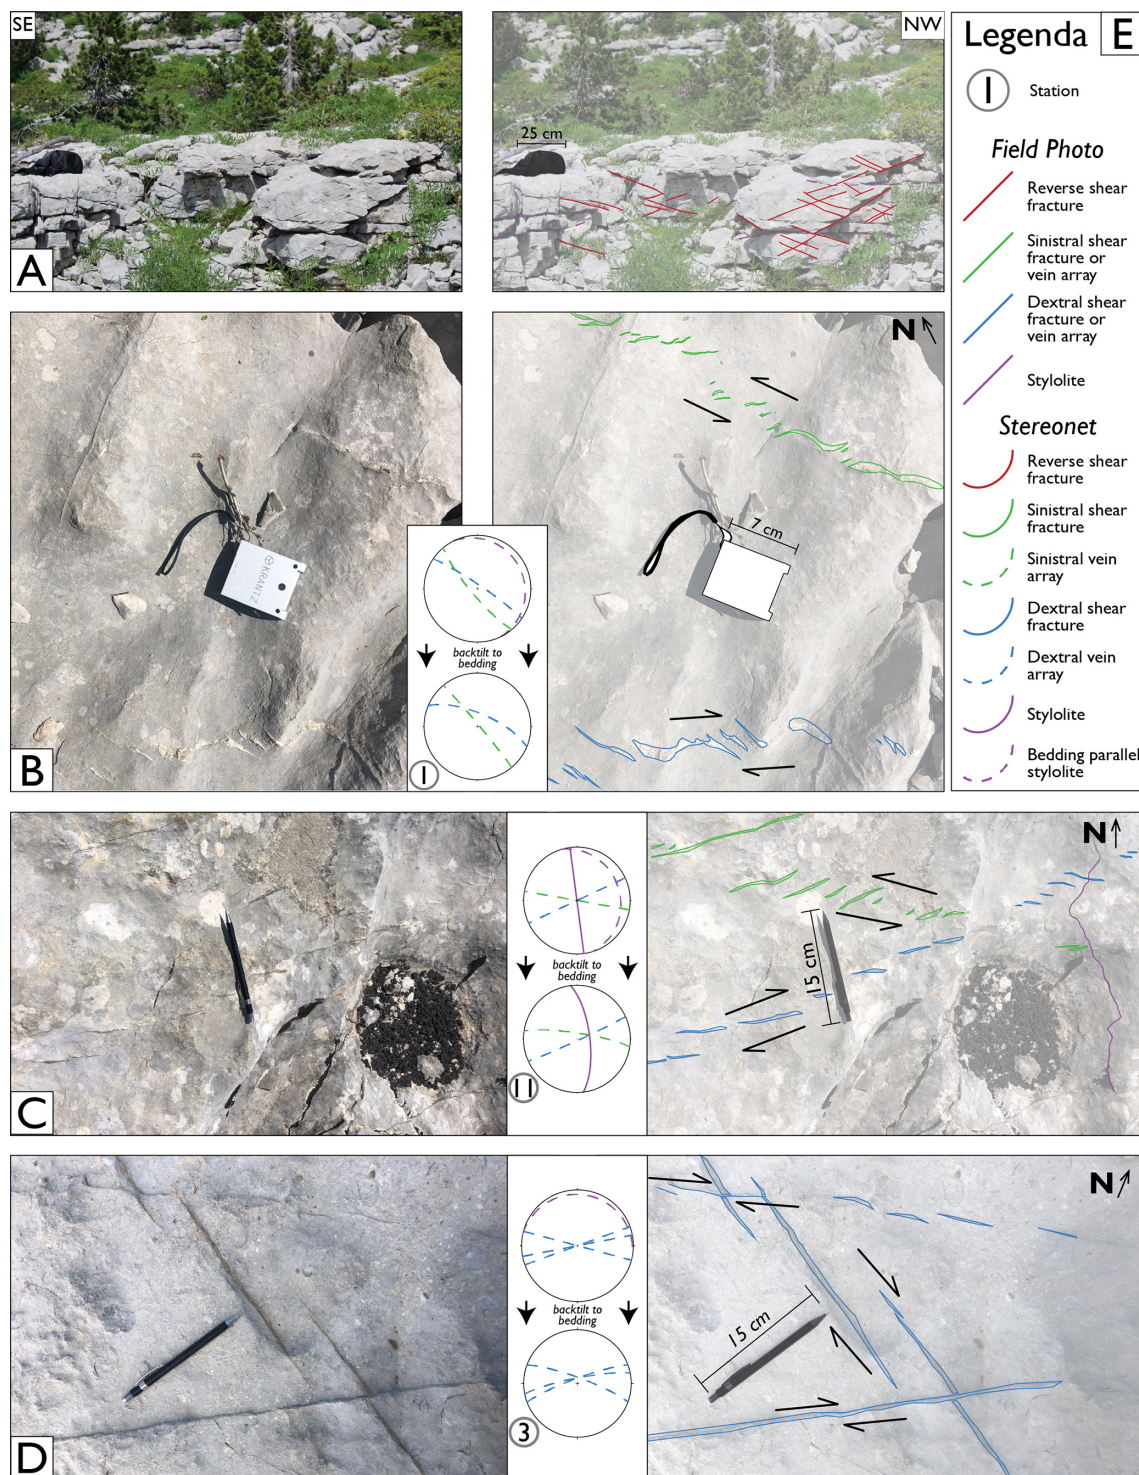 SE
NW
25 cm
A
Legenda E
1
Station
Field Photo
Reverse shear
fracture
Sinistral shear
fracture or
vein array
Dextral shear
fracture or
vein array
Stylolite
Stereonet
Reverse shear
fracture
Sinistral shear
fracture
Sinistral vein
array
Dextral shear
fracture
Dextral vein
array
Stylolite
Bedding parallel
stylolite
N
KRANTZ
7 cm
backtilt to
bedding
1
B
N
15 cm
backtilt to
bedding
11
C
N
15 cm
backtilt to
bedding
3
D